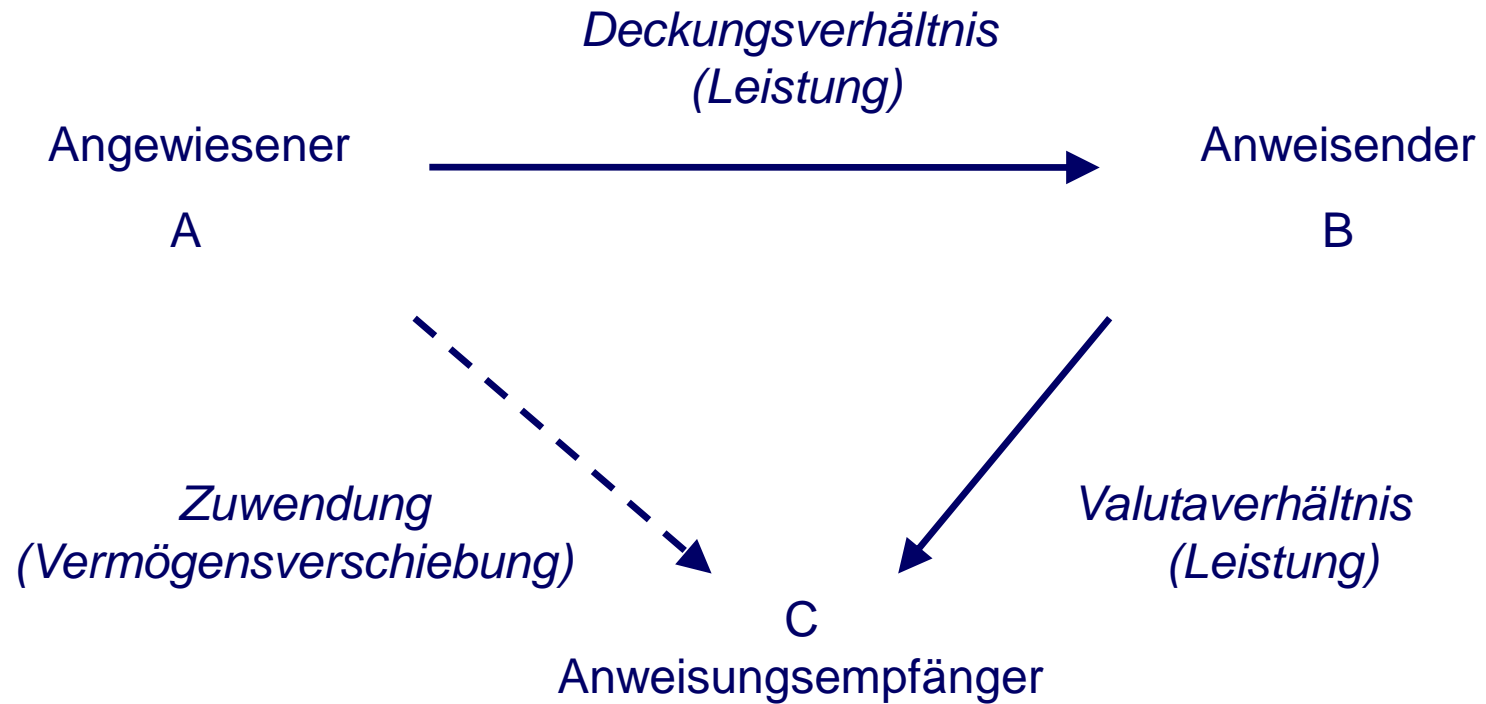 Deckungsverhältnis
(Leistung)
Angewiesener
Anweisender
A
B
Zuwendung
(Vermögensverschiebung)
Valutaverhältnis
(Leistung)
C
Anweisungsempfänger